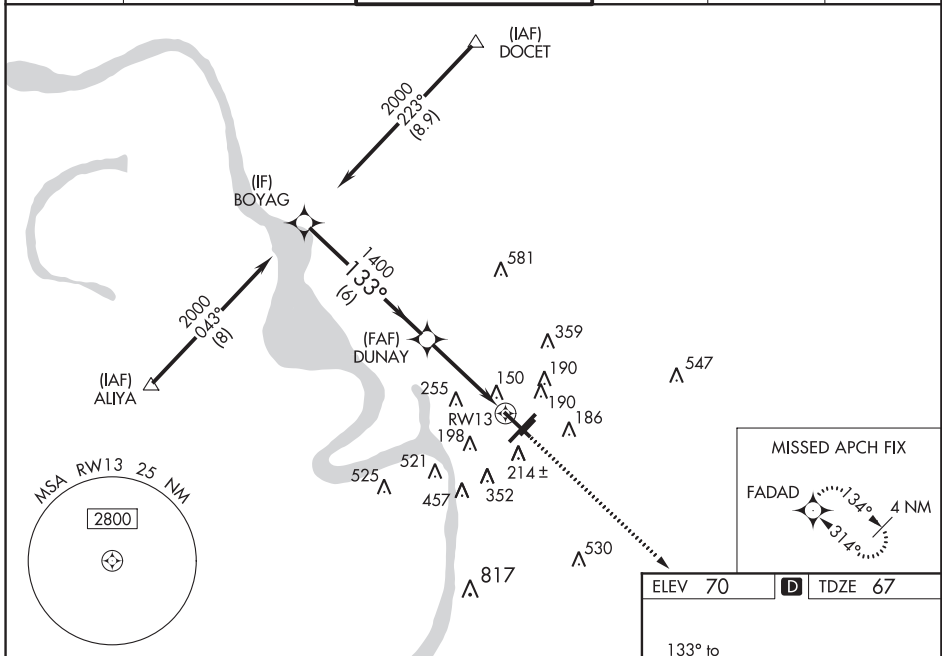 (IAF)
DOCET
2000
223°
(8.9)
(IF)
BOYAG
1400
133°
(6)
581
2000
043°
(8)
(FAF)
DUNAY
359
547
(IAF)
ALIYA
255
150
190
190
RW13
186
198
MISSED APCH FIX
MSA RW13 25 NM
525
521
214±
457
352
FADAD
134°
4 NM
314°
2800
530
817
ELEV 70
D
TDZE 67
133° to